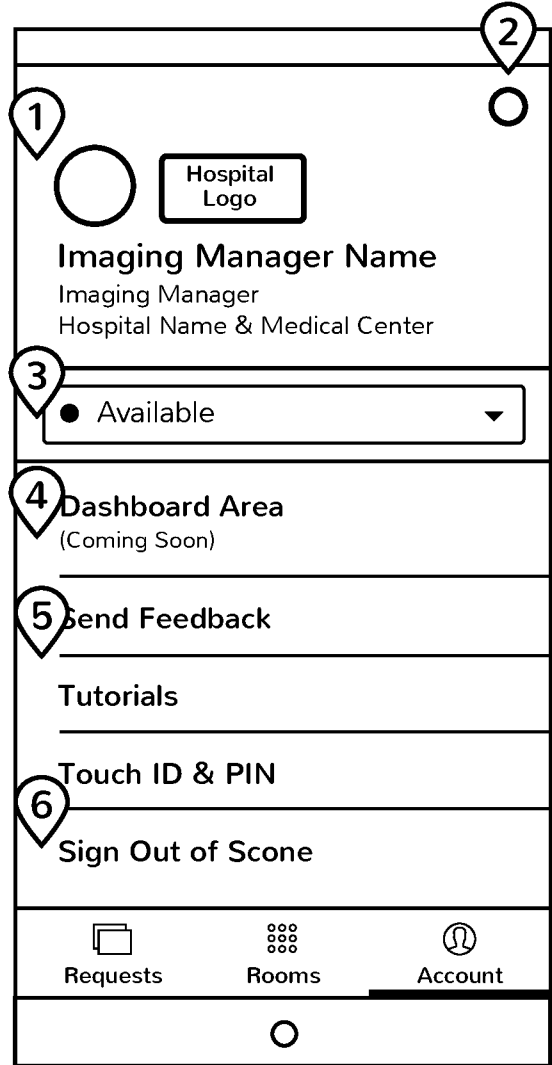 2
1
Hospital
Logo
Imaging Manager Name
Imaging Manager
Hospital Name & Medical Center
3
Available
4
Dashboard Area
(Coming Soon)
5
Send Feedback
Tutorials
Touch ID & PIN
6
Sign Out of Scone
Requests Rooms Account